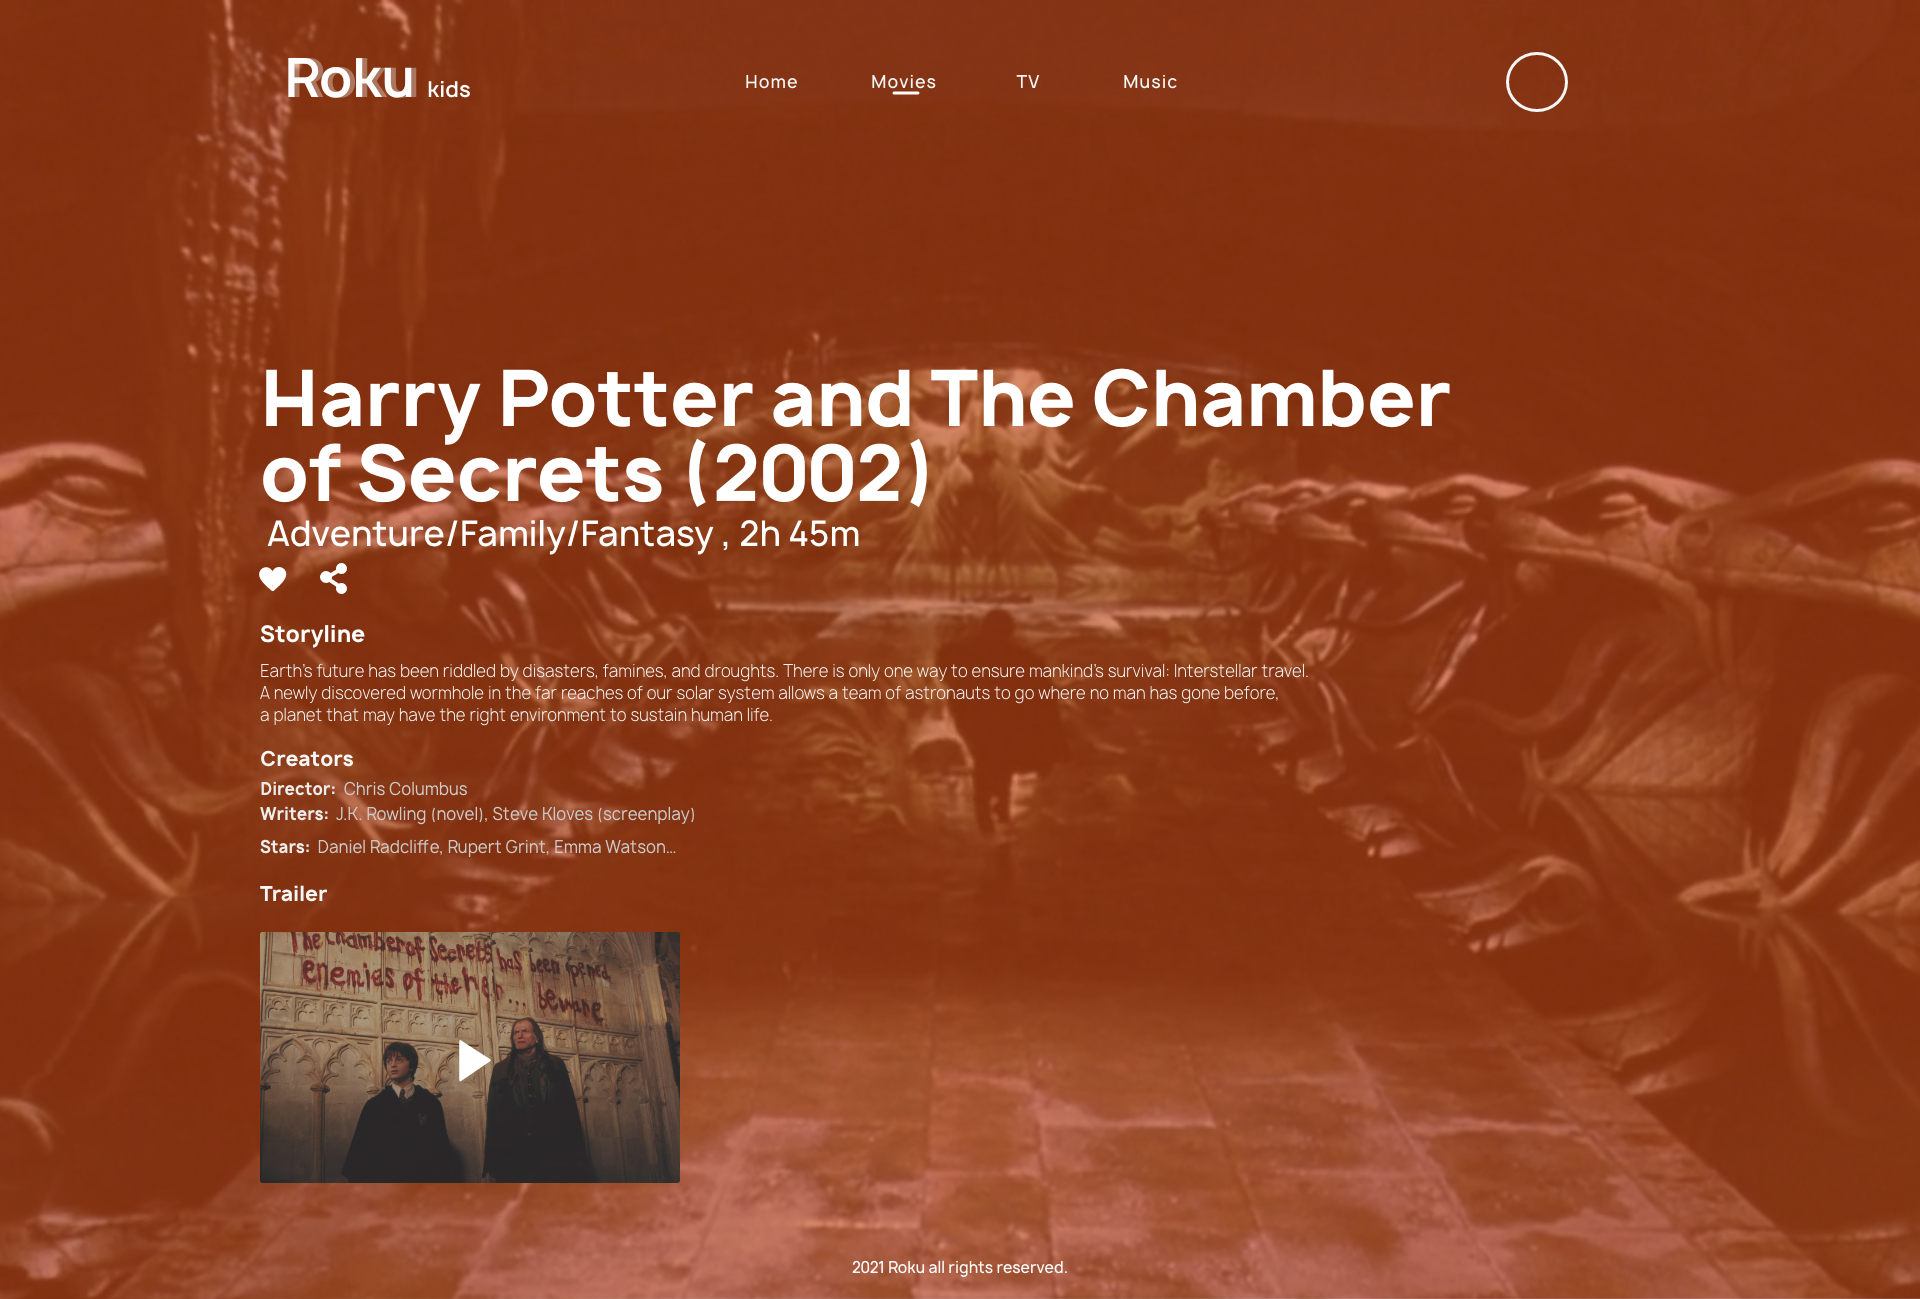 Roku kids
Home Movies TV Music
Harry Potter and The Chamber
of Secrets (2002)
Adventure/Family/Fantasy , 2h 45m
Storyline
Earth's future has been riddled by disasters, famines, and droughts. There is only one way to ensure mankind's survival: Interstellar travel.
A newly discovered wormhole in the far reaches of our solar system allows a team of astronauts to go where no man has gone before,
a planet that may have the right environment to sustain human life.
Creators
Director: Chris Columbus
Writers: J.K. Rowling (novel), Steve Kloves (screenplay)
Stars: Daniel Radcliffe, Rupert Grint, Emma Watson...
Trailer
The Chamber of Secrets has been opened
enemies of the heir... beware
2021 Roku all rights reserved.